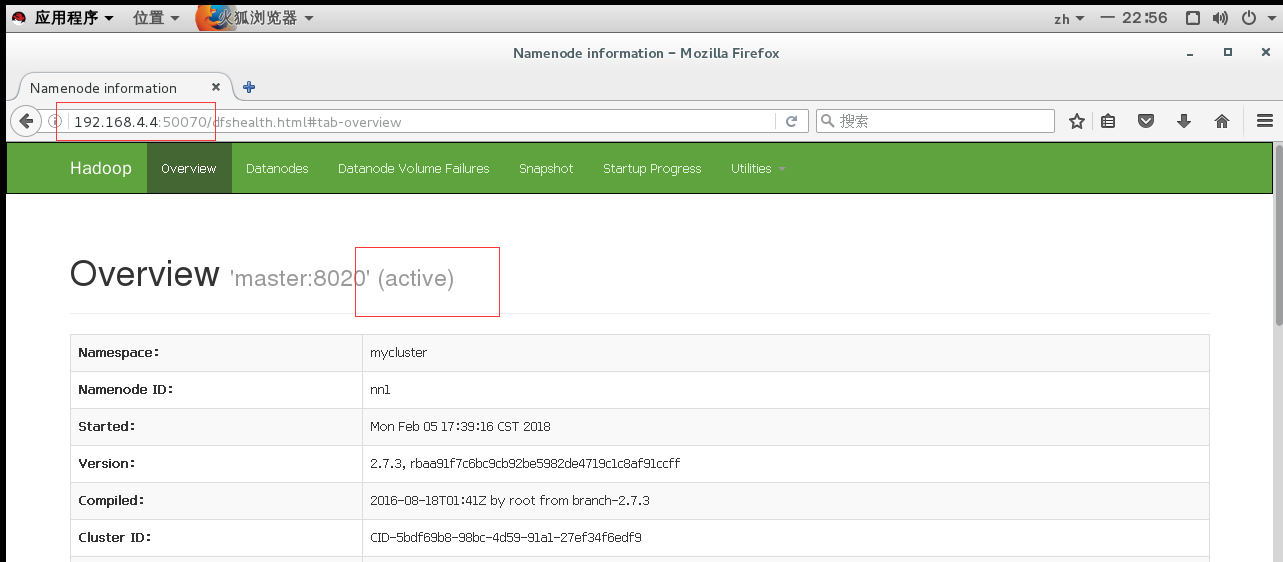 应用程序 位置 火狐浏览器 zh 一 22:56
Namenode information - Mozilla Firefox
Namenode information
192.168.4.4:50070/dfshealth.html#tab-overview 搜索
Hadoop Overview Datanodes Datanode Volume Failures Snapshot Startup Progress Utilities
Overview 'master:8020' (active)
Namespace: mycluster
Namenode ID: nn1
Started: Mon Feb 05 17:39:16 CST 2018
Version: 2.7.3, rbaa91f7c6bc9cb92be5982de4719c1c8af91ccff
Compiled: 2016-08-18T01:41Z by root from branch-2.7.3
Cluster ID: CID-5bdf69b8-98bc-4d59-91a1-27ef34f6edf9